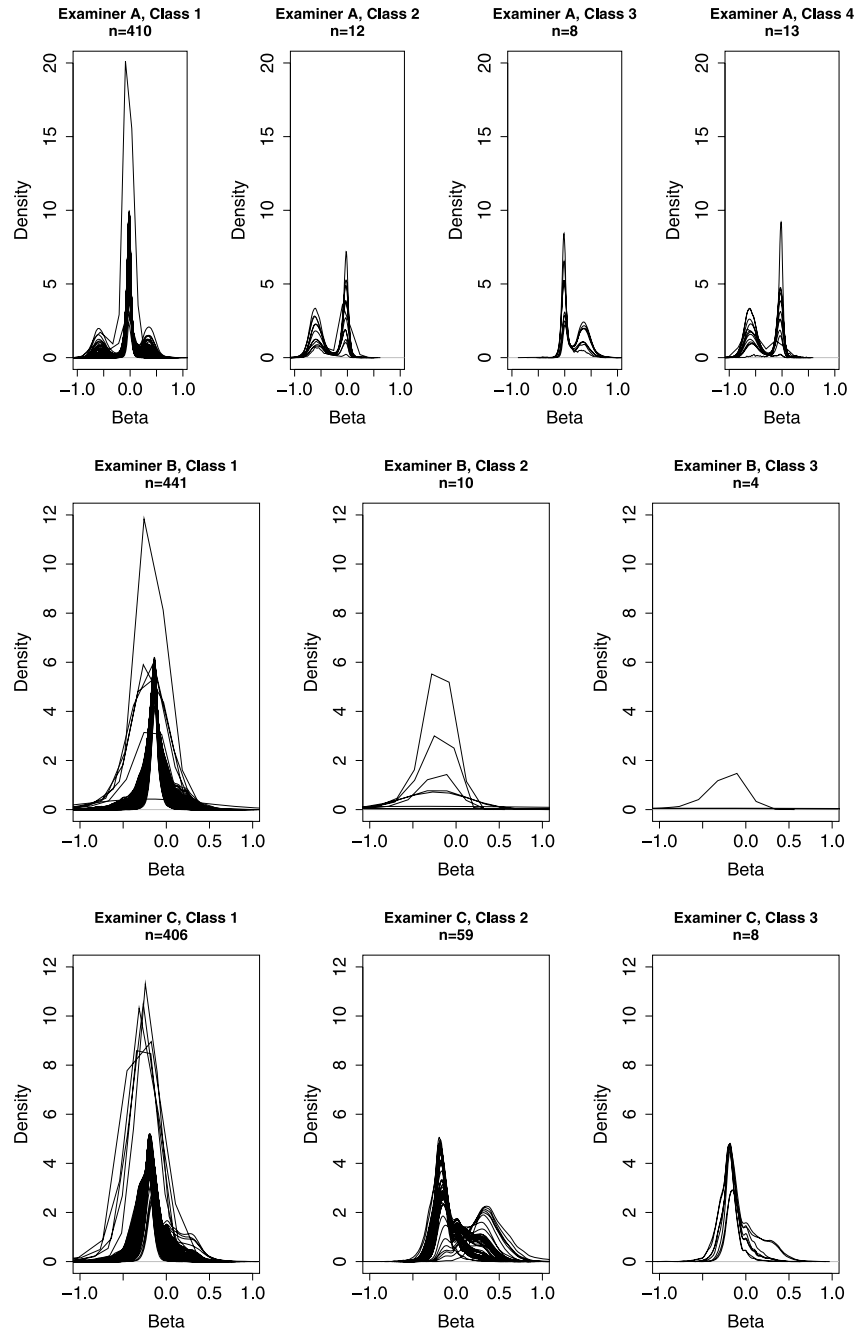 Examiner A, Class 1
n=410
Density
0
5
10
15
20
−1.0
0.0
1.0
Beta
Examiner A, Class 2
n=12
Density
0
5
10
15
20
−1.0
0.0
1.0
Beta
Examiner A, Class 3
n=8
Density
0
5
10
15
20
−1.0
0.0
1.0
Beta
Examiner A, Class 4
n=13
Density
0
5
10
15
20
−1.0
0.0
1.0
Beta
Examiner B, Class 1
n=441
Density
0
2
4
6
8
10
12
−1.0
0.0
0.5
1.0
Beta
Examiner B, Class 2
n=10
Density
0
2
4
6
8
10
12
−1.0
0.0
0.5
1.0
Beta
Examiner B, Class 3
n=4
Density
0
2
4
6
8
10
12
−1.0
0.0
0.5
1.0
Beta
Examiner C, Class 1
n=406
Density
0
2
4
6
8
10
12
−1.0
0.0
0.5
1.0
Beta
Examiner C, Class 2
n=59
Density
0
2
4
6
8
10
12
−1.0
0.0
0.5
1.0
Beta
Examiner C, Class 3
n=8
Density
0
2
4
6
8
10
12
−1.0
0.0
0.5
1.0
Beta